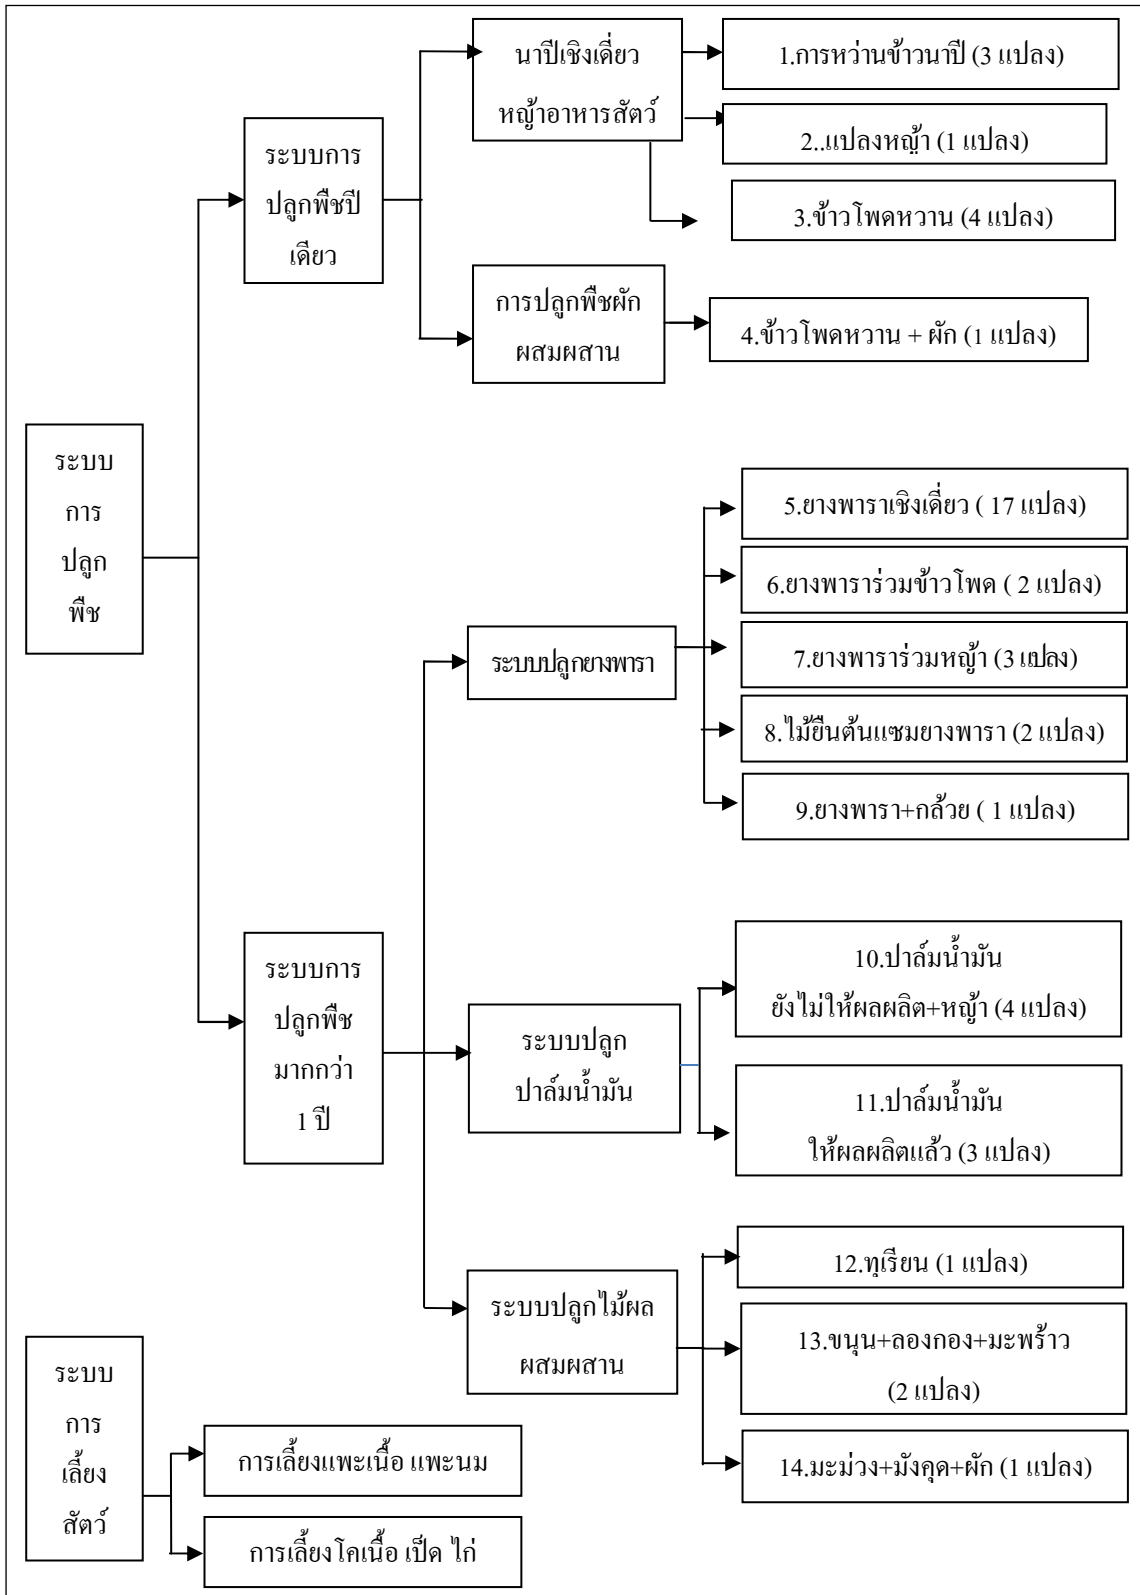 นาปีเชิงเดี่ยว
หญ้าอาหารสัตว์
1.การหว่านข้าวนาปี (3 แปลง)
2..แปลงหญ้า (1 แปลง)
3.ข้าวโพดหวาน (4 แปลง)
ระบบการ
ปลูกพืชปี
เดียว
การปลูกพืชผัก
ผสมผสาน
4.ข้าวโพดหวาน + ผัก (1 แปลง)
ระบบ
การ
ปลูก
พืช
5.ยางพาราเชิงเดี่ยว ( 17 แปลง)
6.ยางพาราร่วมข้าวโพด ( 2 แปลง)
ระบบปลูกยางพารา
7.ยางพาราร่วมหญ้า (3 แปลง)
8.ไม้ยืนต้นแซมยางพารา (2 แปลง)
9.ยางพารา+กล้วย ( 1 แปลง)
ระบบการ
ปลูกพืช
มากกว่า
1 ปี
ระบบปลูก
ปาล์มน้ำมัน
10.ปาล์มน้ำมัน
ยังไม่ให้ผลผลิต+หญ้า (4 แปลง)
11.ปาล์มน้ำมัน
ให้ผลผลิตแล้ว (3 แปลง)
ระบบปลูกไม้ผล
ผสมผสาน
12.ทุเรียน (1 แปลง)
13.ขนุน+ลองกอง+มะพร้าว
(2 แปลง)
14.มะม่วง+มังคุด+ผัก (1 แปลง)
ระบบ
การ
เลี้ยง
สัตว์
การเลี้ยงแพะเนื้อ แพะนม
การเลี้ยงโคเนื้อ เป็ด ไก่